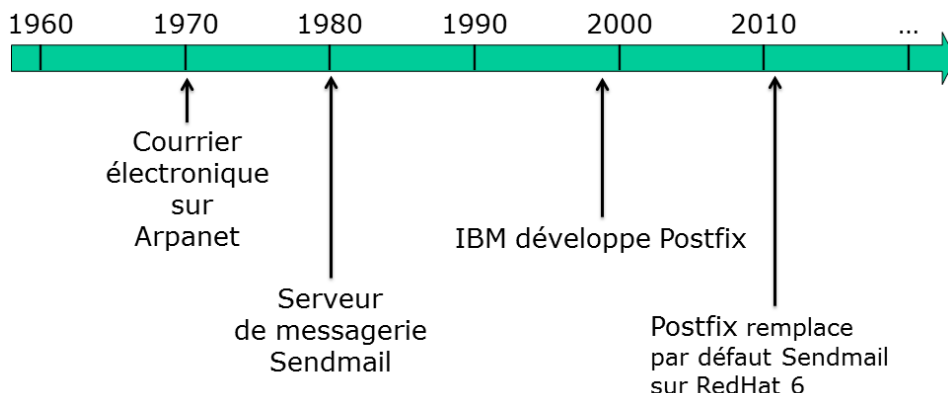 1960 1970 1980 1990 2000 2010 ...
Courrier
électronique
sur
Arpanet
IBM développe Postfix
Serveur
de messagerie
Sendmail
Postfix remplace
par défaut Sendmail
sur RedHat 6